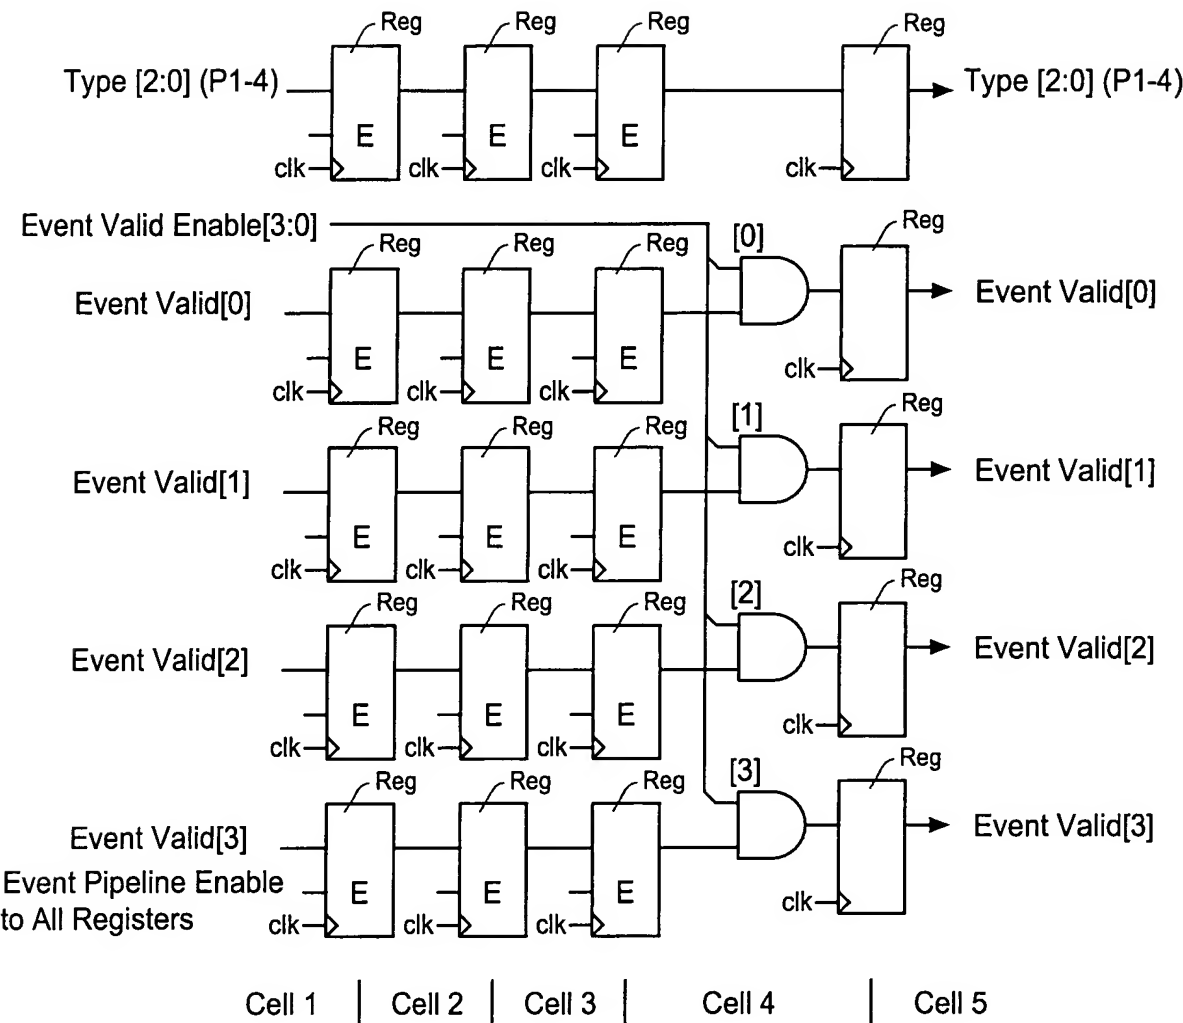 Reg Reg Reg Reg
Type [2:0] (P1-4) Type [2:0] (P1-4)
E E E
clk clk clk clk
Event Valid Enable[3:0] Reg
Reg Reg Reg [0]
Event Valid[0] Event Valid[0]
E E E
clk clk clk clk
Reg Reg Reg [1] Reg
Event Valid[1] Event Valid[1]
E E E
clk clk clk clk
Reg Reg Reg [2] Reg
Event Valid[2] Event Valid[2]
E E E
clk clk clk clk
Reg Reg Reg [3] Reg
Event Valid[3] Event Valid[3]
Event Pipeline Enable E E E
to All Registers clk clk clk clk
Cell 1 Cell 2 Cell 3 Cell 4 Cell 5